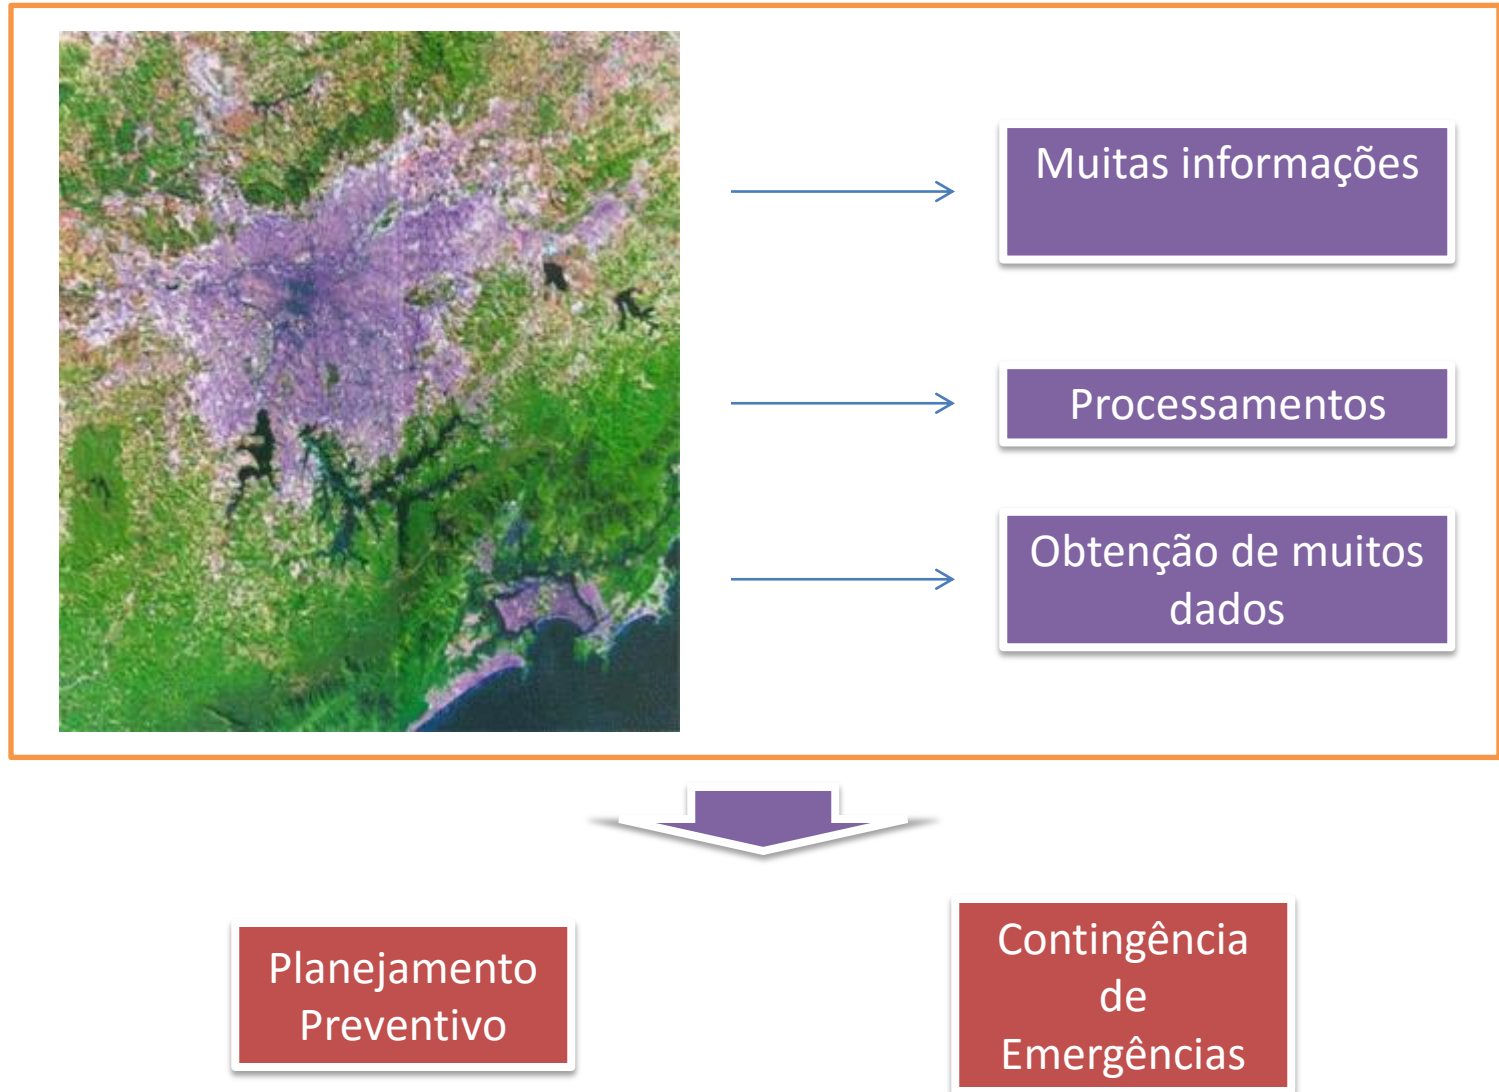 Muitas informações
Processamentos
Obtenção de muitos
dados
Planejamento
Preventivo
Contingência
de
Emergências